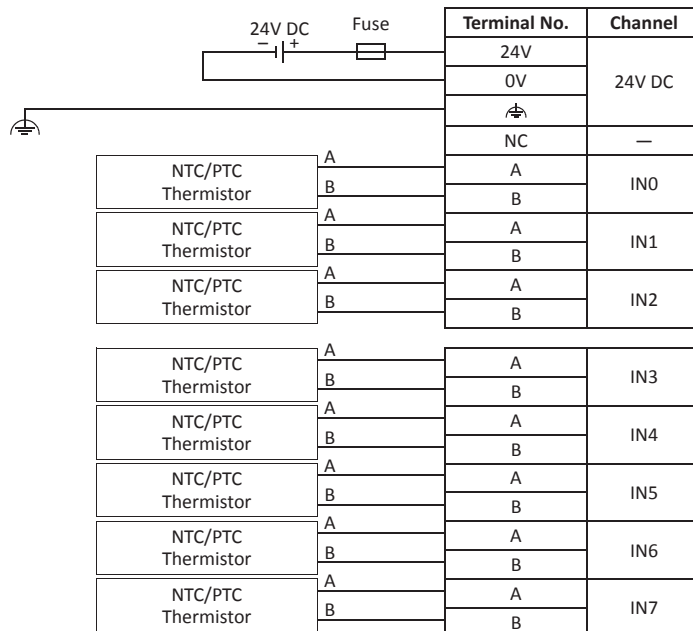 24V DC
– +
Fuse
Terminal No. Channel
24V
0V
24V DC
NC —
NTC/PTC
Thermistor
A
B
A
B
IN0
NTC/PTC
Thermistor
A
B
A
B
IN1
NTC/PTC
Thermistor
A
B
A
B
IN2
NTC/PTC
Thermistor
A
B
A
B
IN3
NTC/PTC
Thermistor
A
B
A
B
IN4
NTC/PTC
Thermistor
A
B
A
B
IN5
NTC/PTC
Thermistor
A
B
A
B
IN6
NTC/PTC
Thermistor
A
B
A
B
IN7